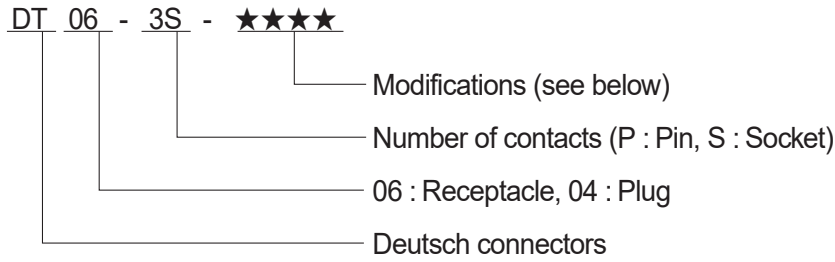 DT 06 - 3S - ★★★★
Modifications (see below)
Number of contacts (P : Pin, S : Socket)
06 : Receptacle, 04 : Plug
Deutsch connectors